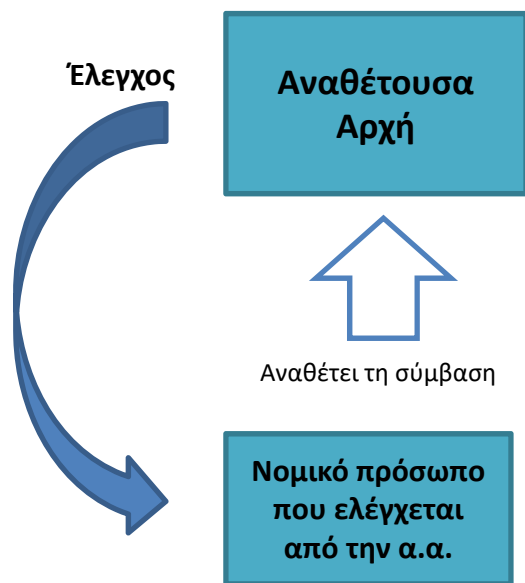 Έλεγχος
Αναθέτουσα
Αρχή
Αναθέτει τη σύμβαση
Νομικό πρόσωπο
που ελέγχεται
από την α.α.